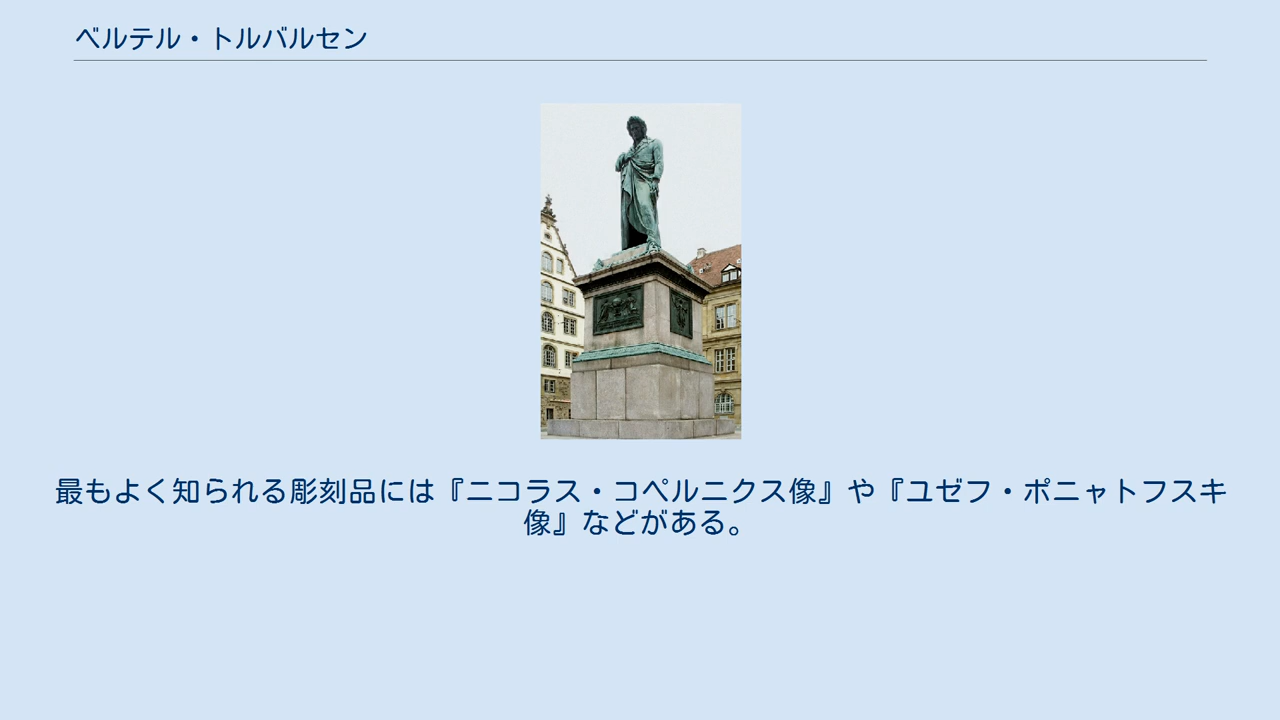 ベルテル・トルバルセン
最もよく知られる彫刻品には『ニコラス・コペルニクス像』や『ユゼフ・ポニャトフスキ
像』などがある。